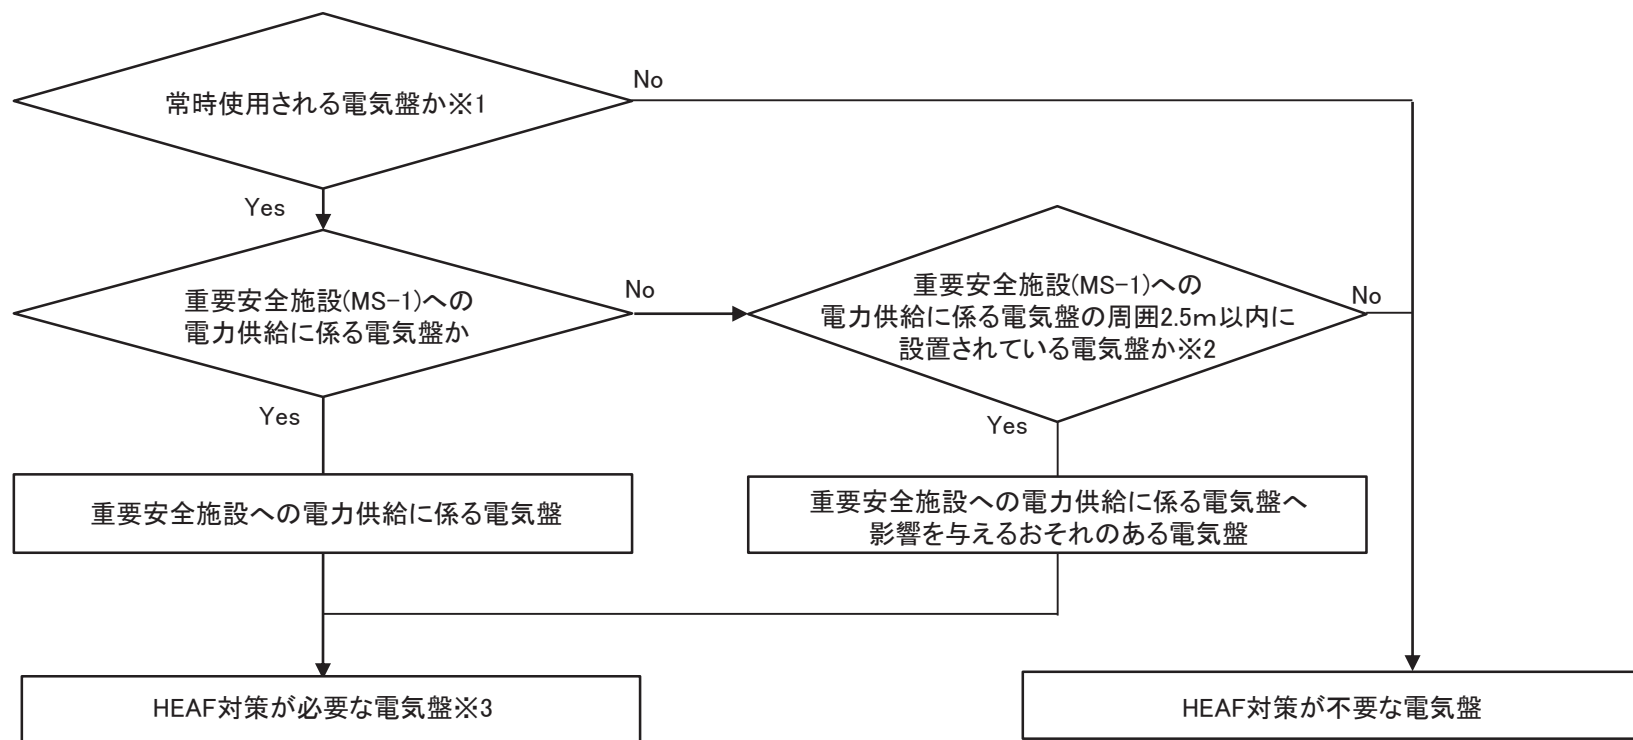 常時使用される電気盤か※1
No
Yes
重要安全施設(MS-1)への
電力供給に係る電気盤か
No
重要安全施設(MS-1)への
電力供給に係る電気盤の周囲2.5m以内に
設置されている電気盤か※2
No
Yes
Yes
重要安全施設への電力供給に係る電気盤
重要安全施設への電力供給に係る電気盤へ
影響を与えるおそれのある電気盤
HEAF対策が必要な電気盤※3
HEAF対策が不要な電気盤